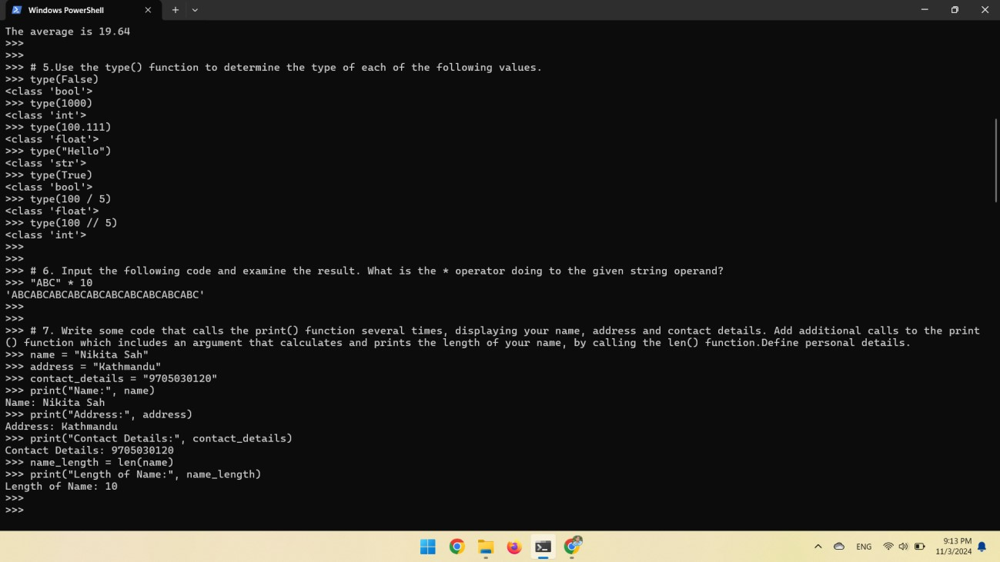 Windows PowerShell
The average is 19.64
>>>
>>>
>>> # 5.Use the type() function to determine the type of each of the following values.
>>> type(False)
<class 'bool'>
>>> type(1000)
<class 'int'>
>>> type(100.111)
<class 'float'>
>>> type("Hello")
<class 'str'>
>>> type(True)
<class 'bool'>
>>> type(100 / 5)
<class 'float'>
>>> type(100 // 5)
<class 'int'>
>>>
>>>
>>> # 6. Input the following code and examine the result. What is the * operator doing to the given string operand?
>>> "ABC" * 10
'ABCABCABCABCABCABCABCABCABCABC'
>>>
>>>
>>> # 7. Write some code that calls the print() function several times, displaying your name, address and contact details. Add additional calls to the print
() function which includes an argument that calculates and prints the length of your name, by calling the len() function.Define personal details.
>>> name = "Nikita Sah"
>>> address = "Kathmandu"
>>> contact_details = "9705030120"
>>> print("Name:", name)
Name: Nikita Sah
>>> print("Address:", address)
Address: Kathmandu
>>> print("Contact Details:", contact_details)
Contact Details: 9705030120
>>> name_length = len(name)
>>> print("Length of Name:", name_length)
Length of Name: 10
>>>
>>>
ENG
9:13 PM
11/3/2024